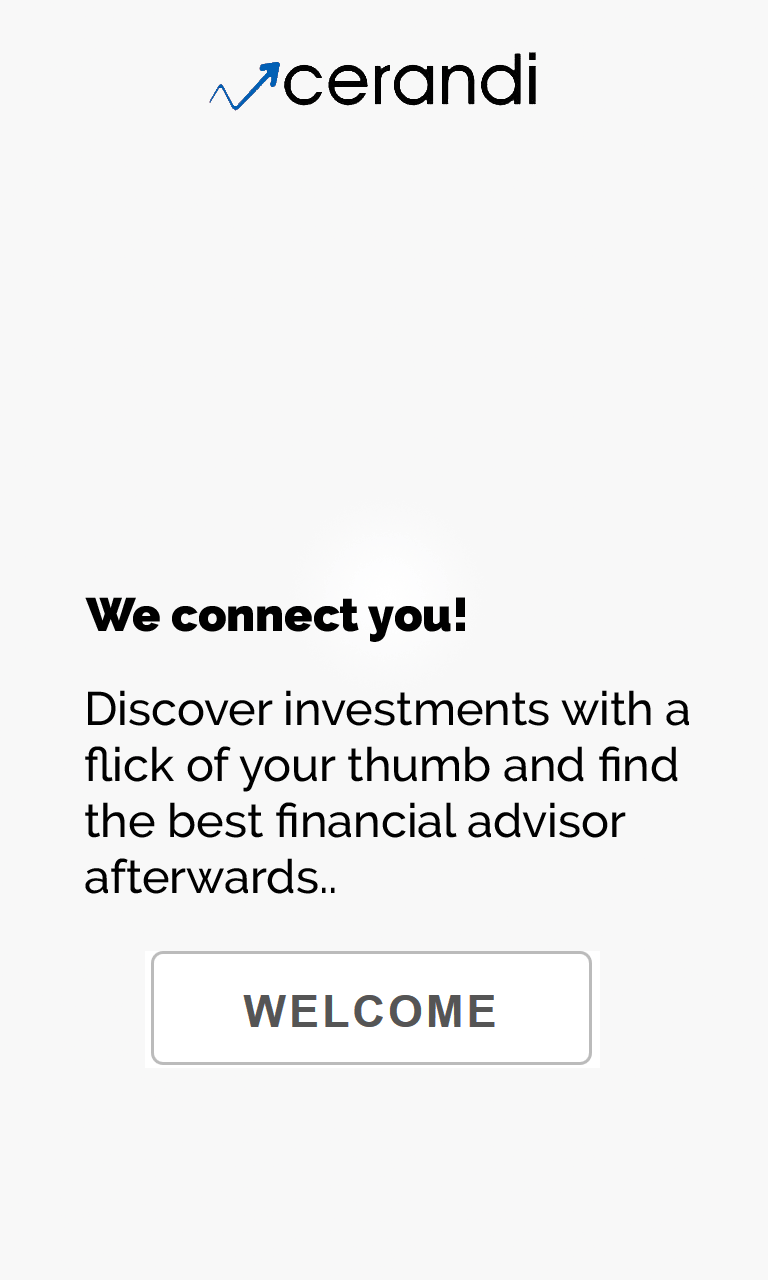 cerandi
We connect you!
Discover investments with a
flick of your thumb and find
the best financial advisor
afterwards..
WELCOME